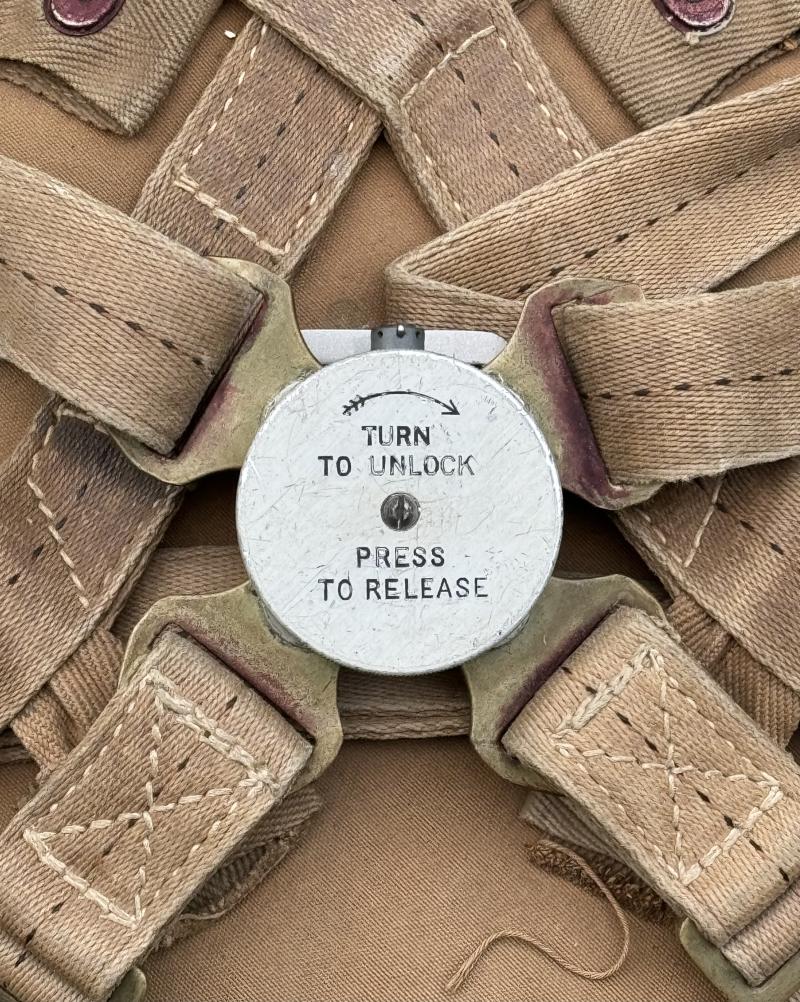 TURN
TO UNLOCK
PRESS
TO RELEASE